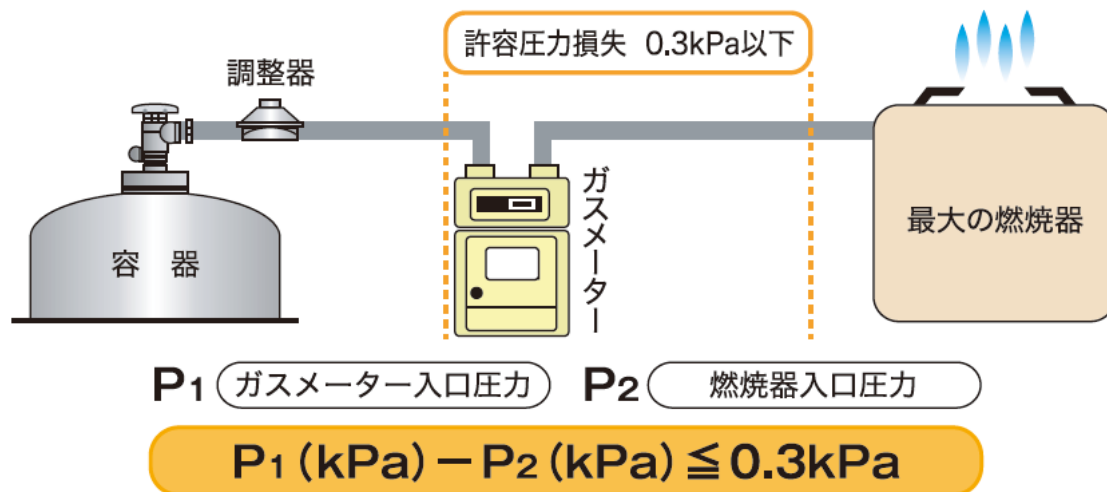 許容圧力損失 0.3kPa以下
調整器
ガスメーター
容 器
最大の燃焼器
P1 ガスメーター入口圧力 P2 燃焼器入口圧力
P1(kPa)－P2(kPa)≦0.3kPa